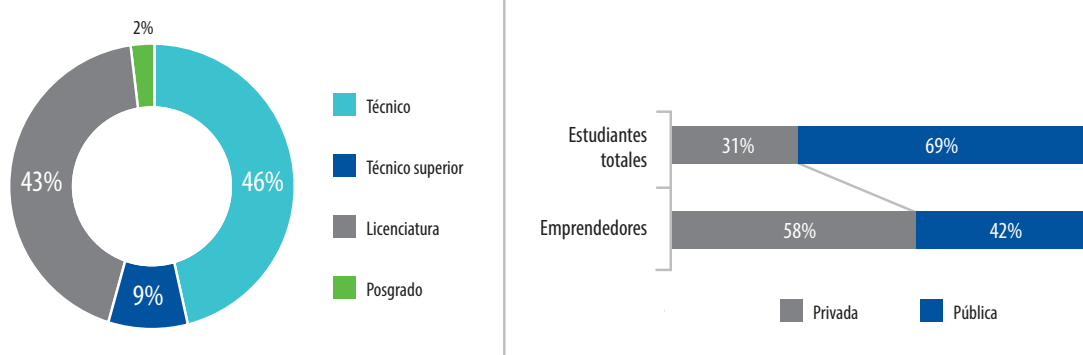 2%
43%
46%
9%
Técnico
Técnico superior
Licenciatura
Posgrado
Estudiantes
totales
31%
69%
Emprendedores
58%
42%
Privada
Pública